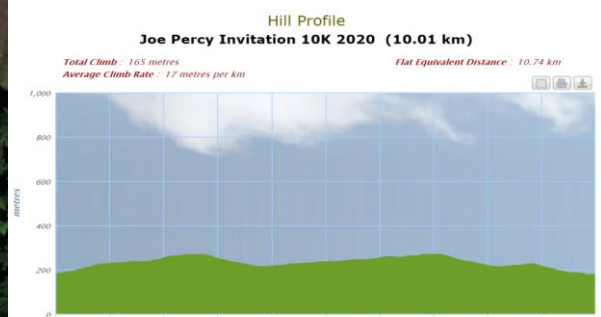 Hill Profile
Joe Percy Invitation 10K 2020 (10.01 km)
Total Climb : 165 metres
Flat Equivalent Distance : 10.74 km
Average Climb Rate : 17 metres per km
1,000
800
600
metres
400
200
0